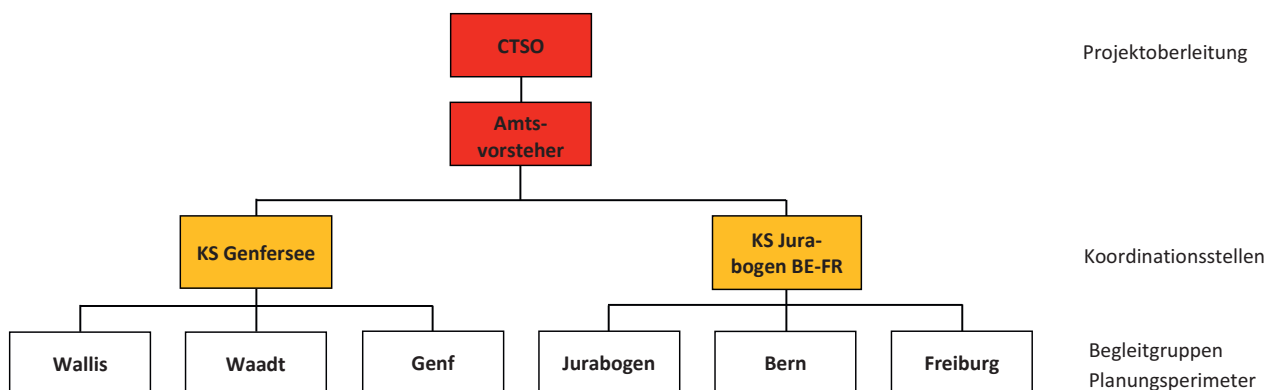 CTSO
Projektoberleitung
Amts-
vorsteher
KS Genfersee
KS Jura-
bogen BE-FR
Koordinationsstellen
Wallis
Waadt
Genf
Jurabogen
Bern
Freiburg
Begleitgruppen
Planungsperimeter